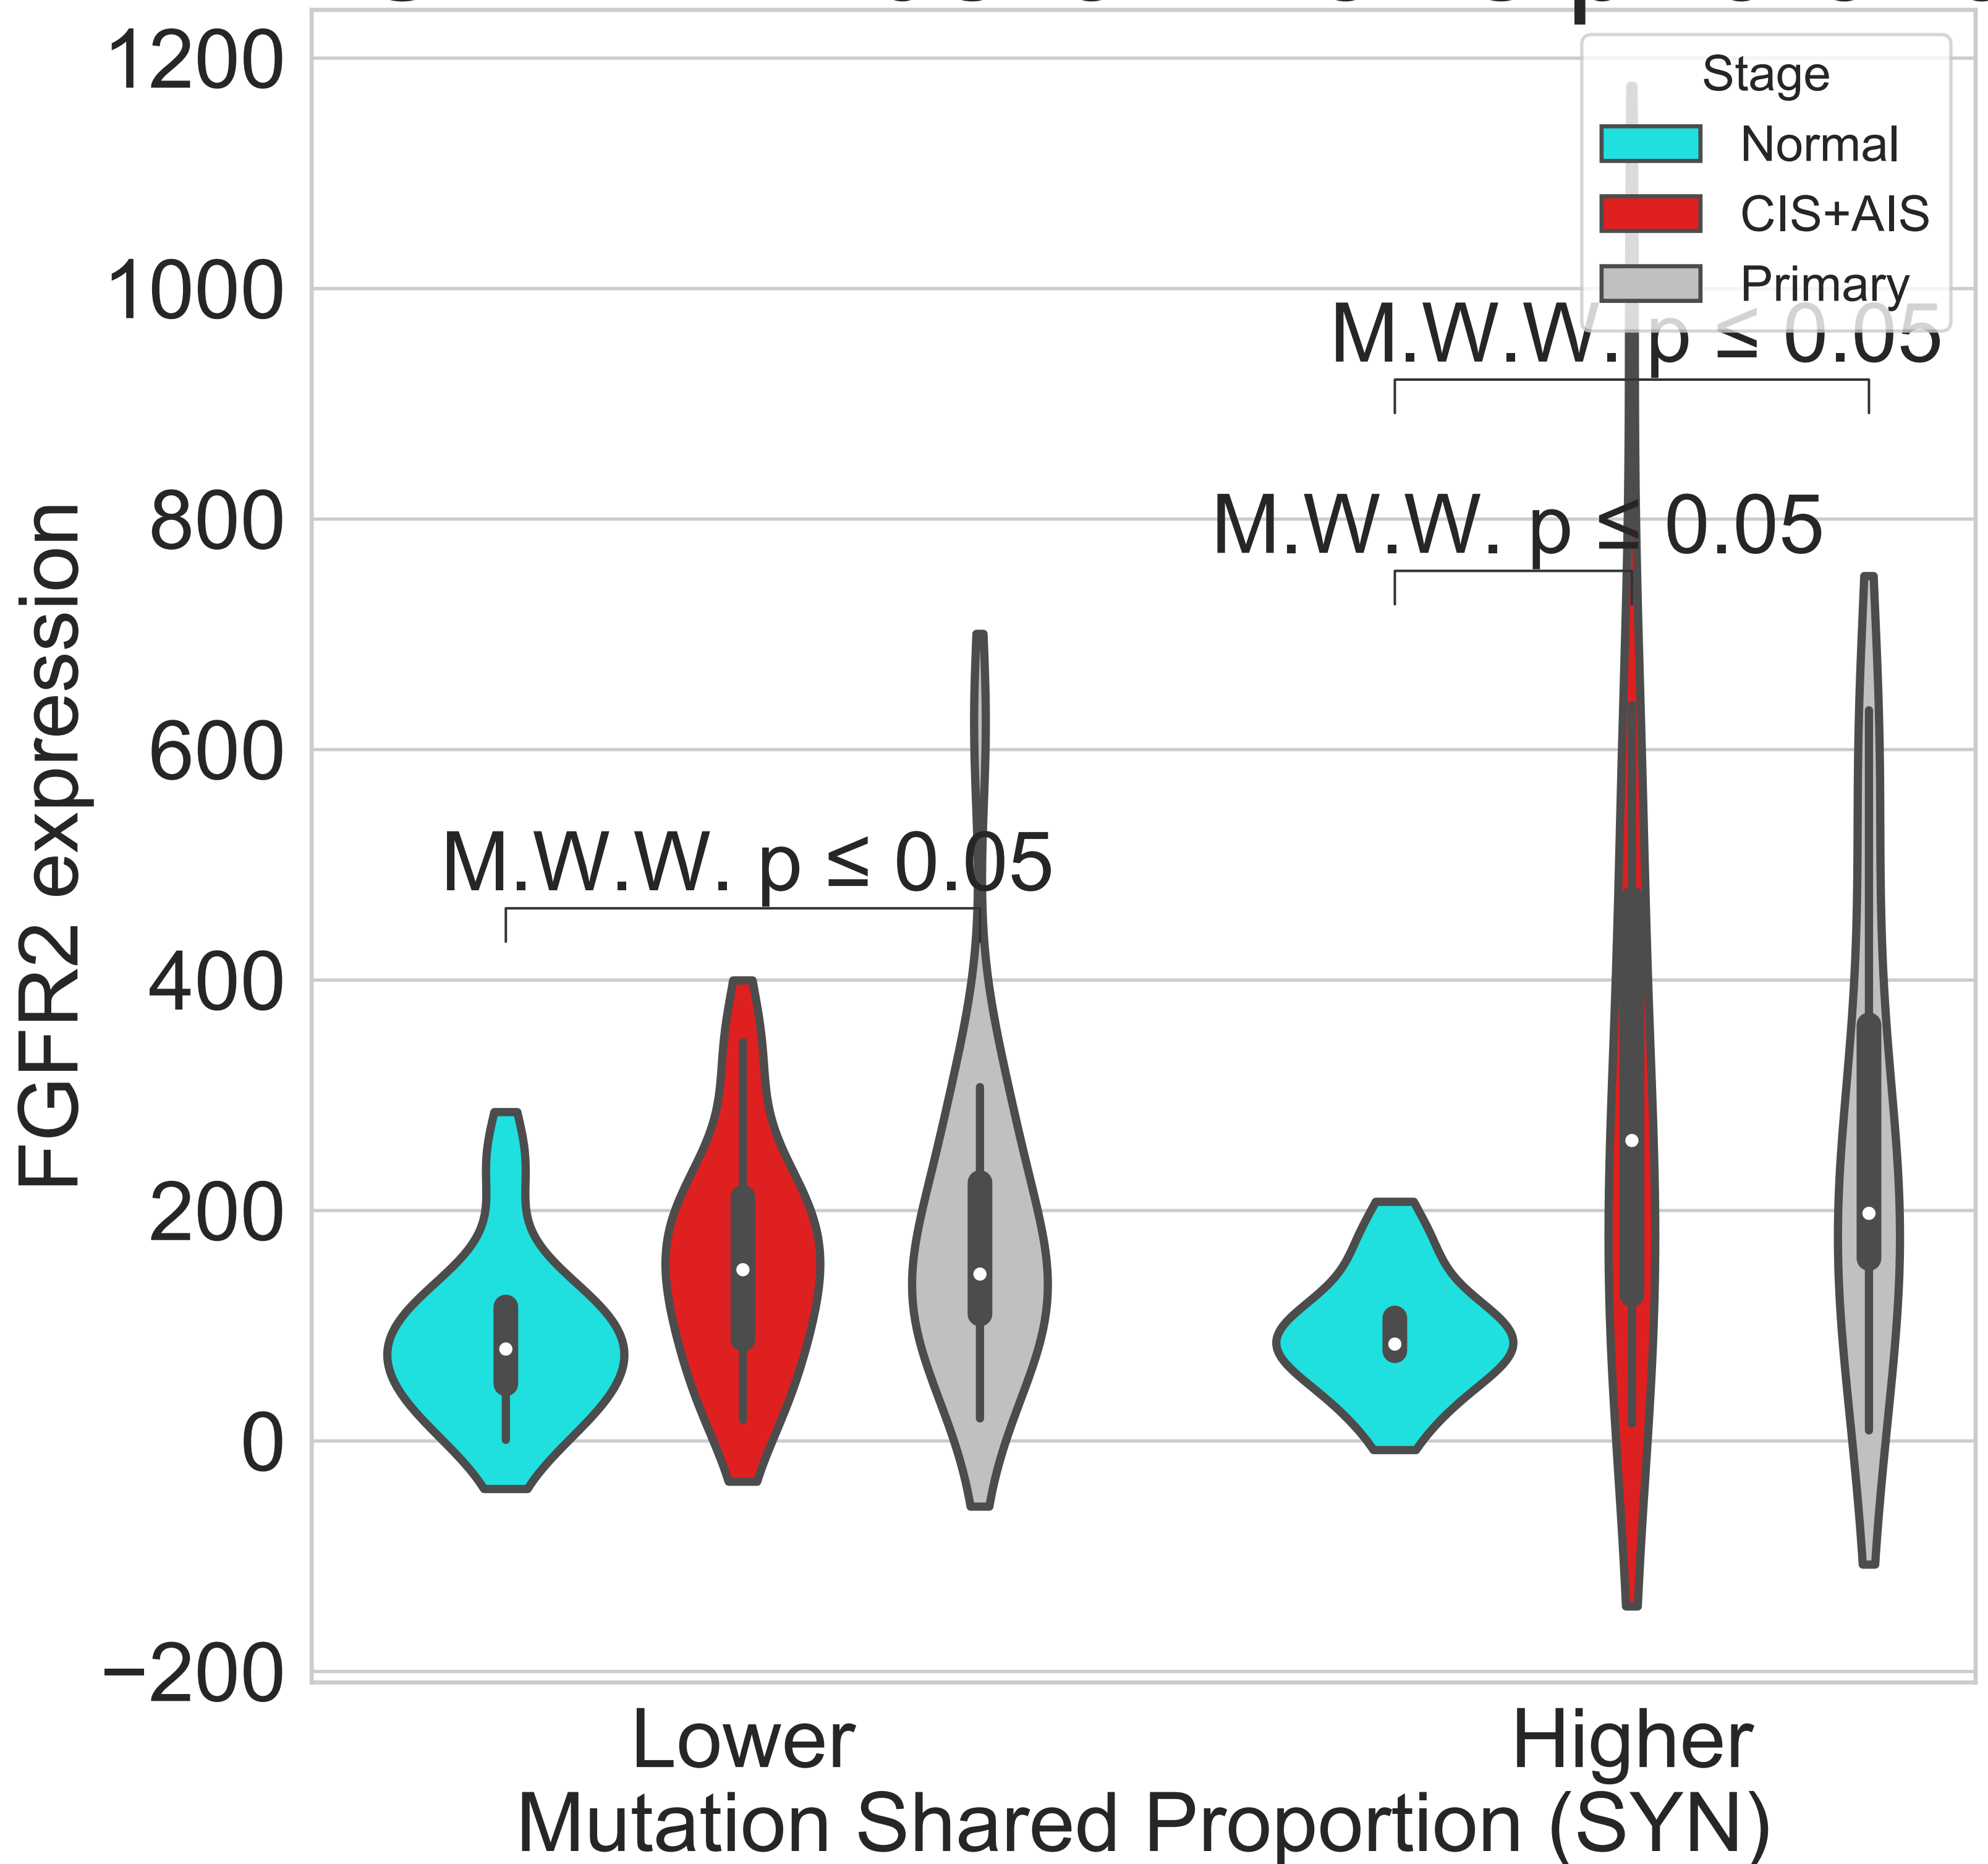 1200
1000
800
600
400
200
0
−200
FGFR2 expression
Stage
Normal
CIS+AIS
Primary
M.W.W. p ≤ 0.05
M.W.W. p ≤ 0.05
M.W.W. p ≤ 0.05
Lower
Higher
Mutation Shared Proportion (SYN)